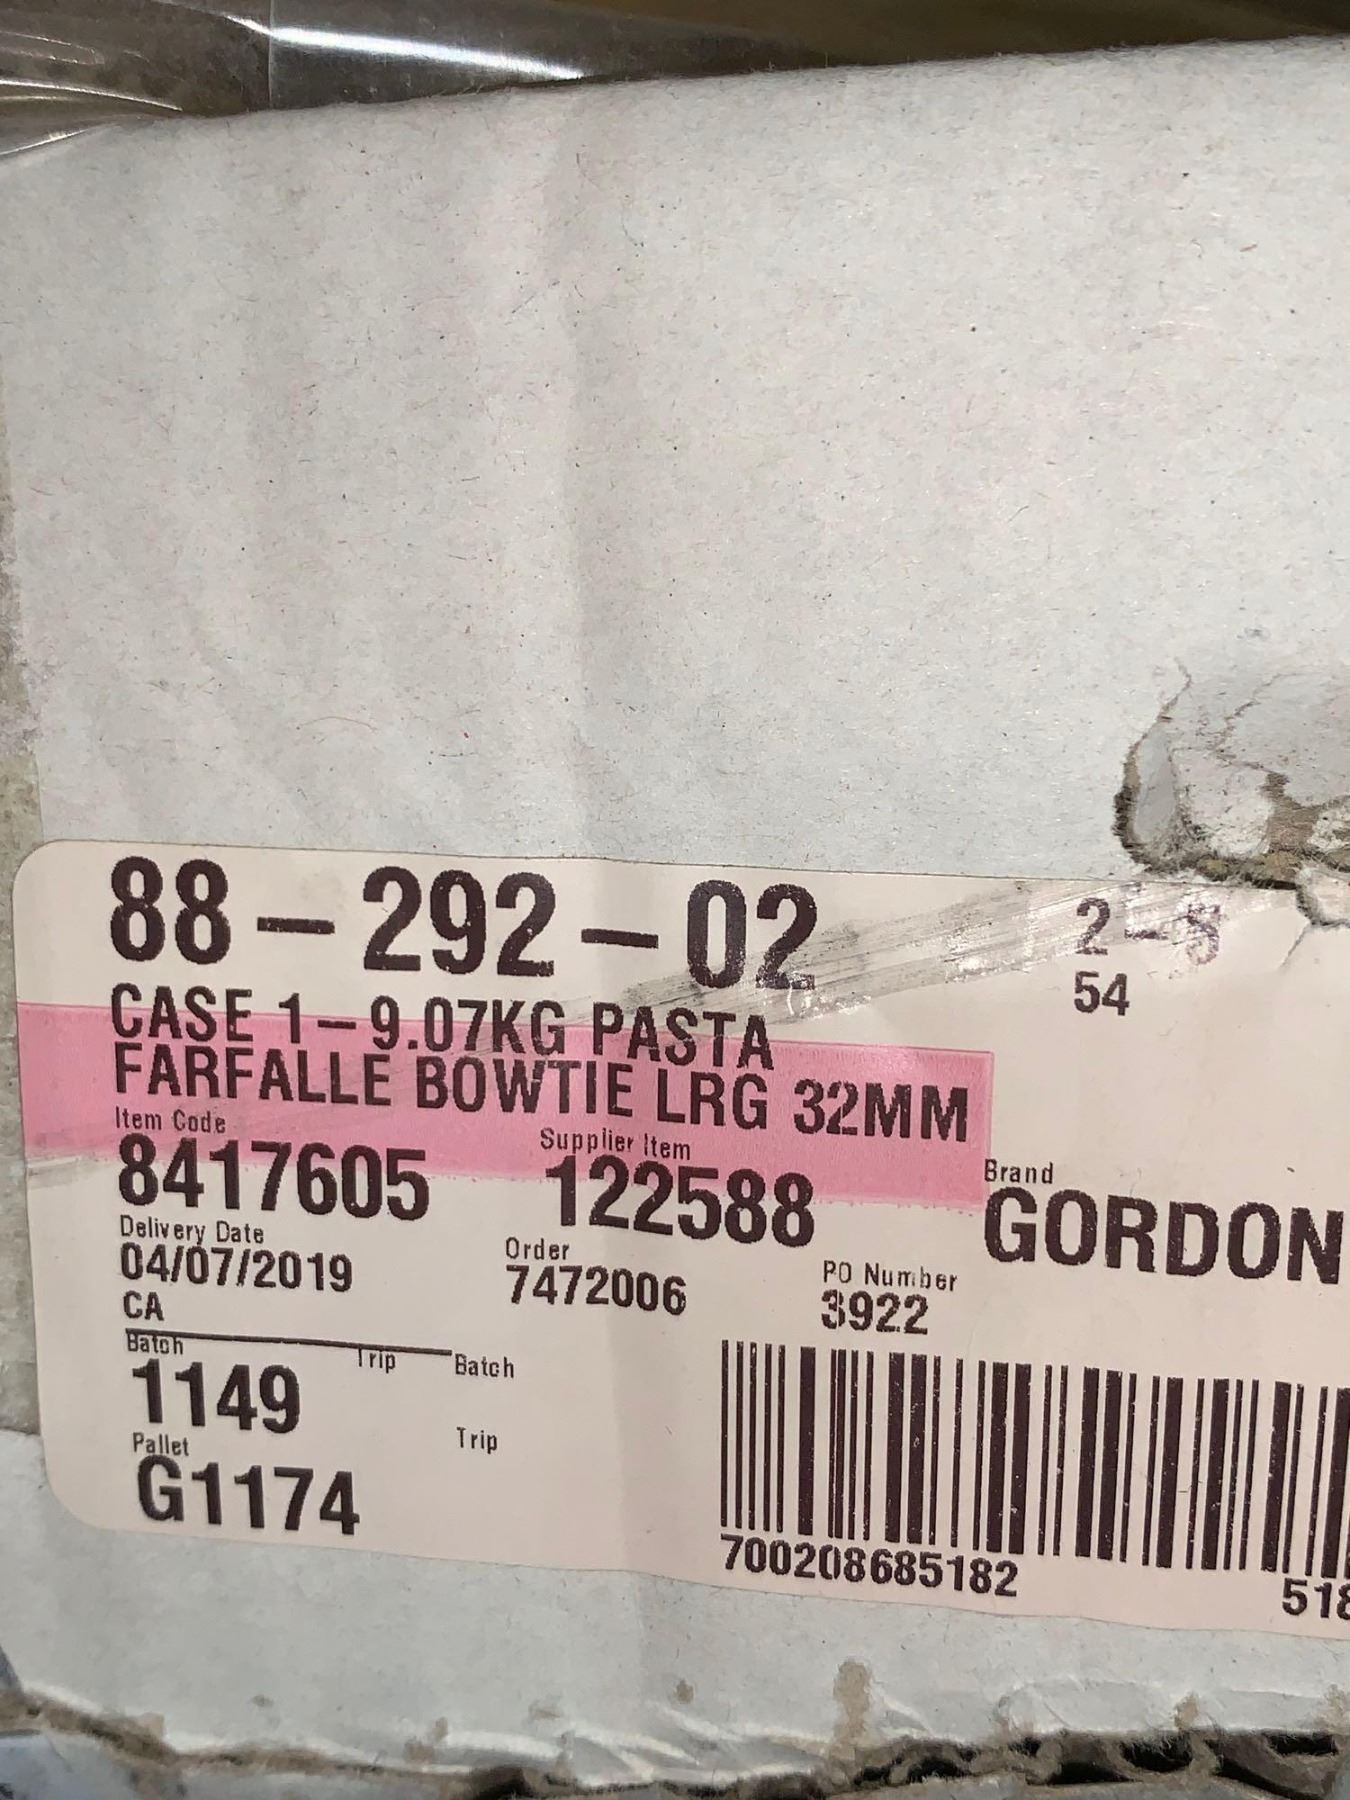 88-292-02
2-
54
CASE 1-9.07KG PASTA
FARFALLE BOWTIE LRG 32MM
Item Code
Supplier Item
Brand
8417605
122588
GORDON
Delivery Date
Order
PO Number
04/07/2019
7472006
3922
CA
Batch
Trip
Batch
1149
Trip
Pallet
G1174
700208685182
518